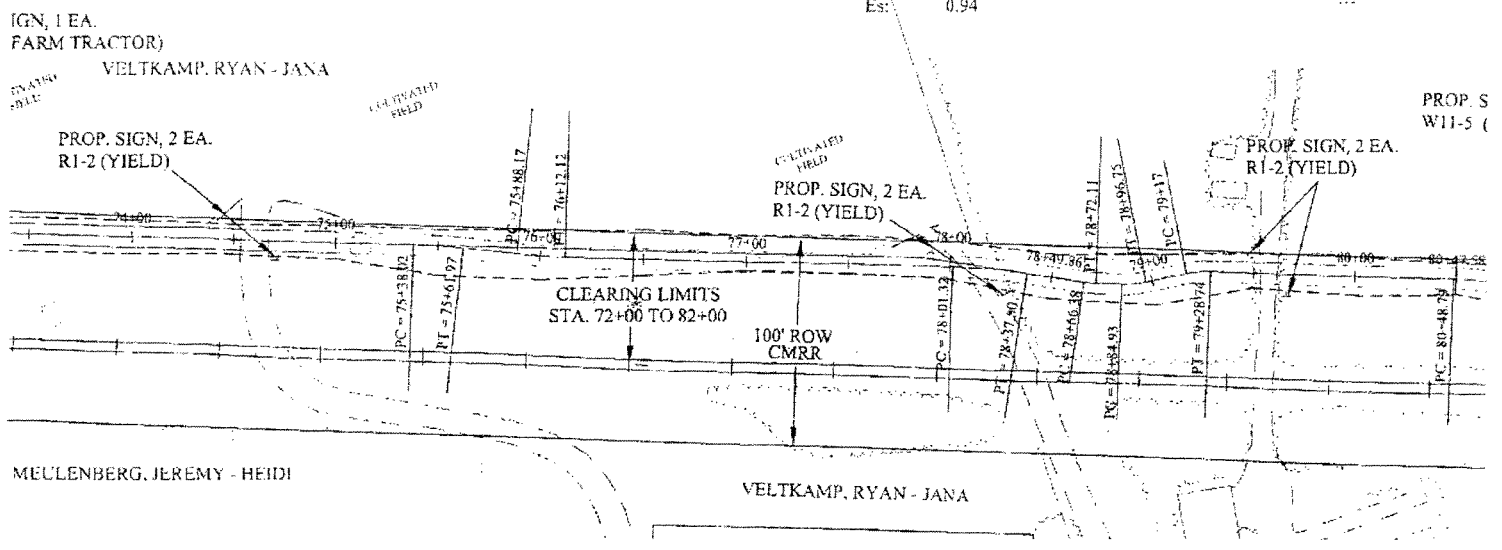 IGN, 1 EA.
FARM TRACTOR)
VELTKAMP, RYAN - JANA
Es: 0.94
CULTIVATED
FIELD
PROP. SIGN, 2 EA.
R1-2 (YIELD)
CULTIVATED
FIELD
PROP. SIGN, 2 EA.
R1-2 (YIELD)
PROP. SIGN, 2 EA.
R1-2 (YIELD)
PROP. S
W11-5 (
PC = 75+88.17
= 76+12.12
= 78+72.11
PT = 78+96.75
PC = 79+17
74+00
75+00
76+00
77+00
78+00
78+49.86
79+00
80+00
80+47.58
PC = 75+38.02
PT = 75+61.97
CLEARING LIMITS
STA. 72+00 TO 82+00
100' ROW
CMRR
PC = 78+01.32
PT = 78+37.80
PC = 78+66.38
PC = 78+84.93
PT = 79+28.74
PC = 80+48.79
MEULENBERG, JEREMY - HEIDI
VELTKAMP, RYAN - JANA